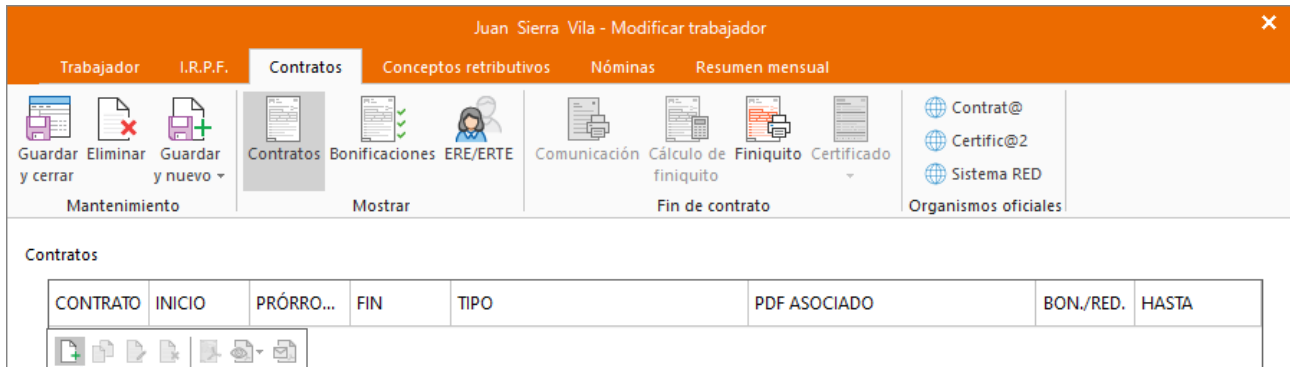 Juan Sierra Vila - Modificar trabajador
Trabajador I.R.P.F. Contratos Conceptos retributivos Nóminas Resumen mensual
Guardar y cerrar Eliminar Guardar y nuevo Contratos Bonificaciones ERE/ERTE Comunicación Cálculo de finiquito Finiquito Certificado Contrat@
Certific@2
Sistema RED
Mantenimiento Mostrar Fin de contrato Organismos oficiales
Contratos
CONTRATO INICIO PRÓRRO... FIN TIPO PDF ASOCIADO BON./RED. HASTA